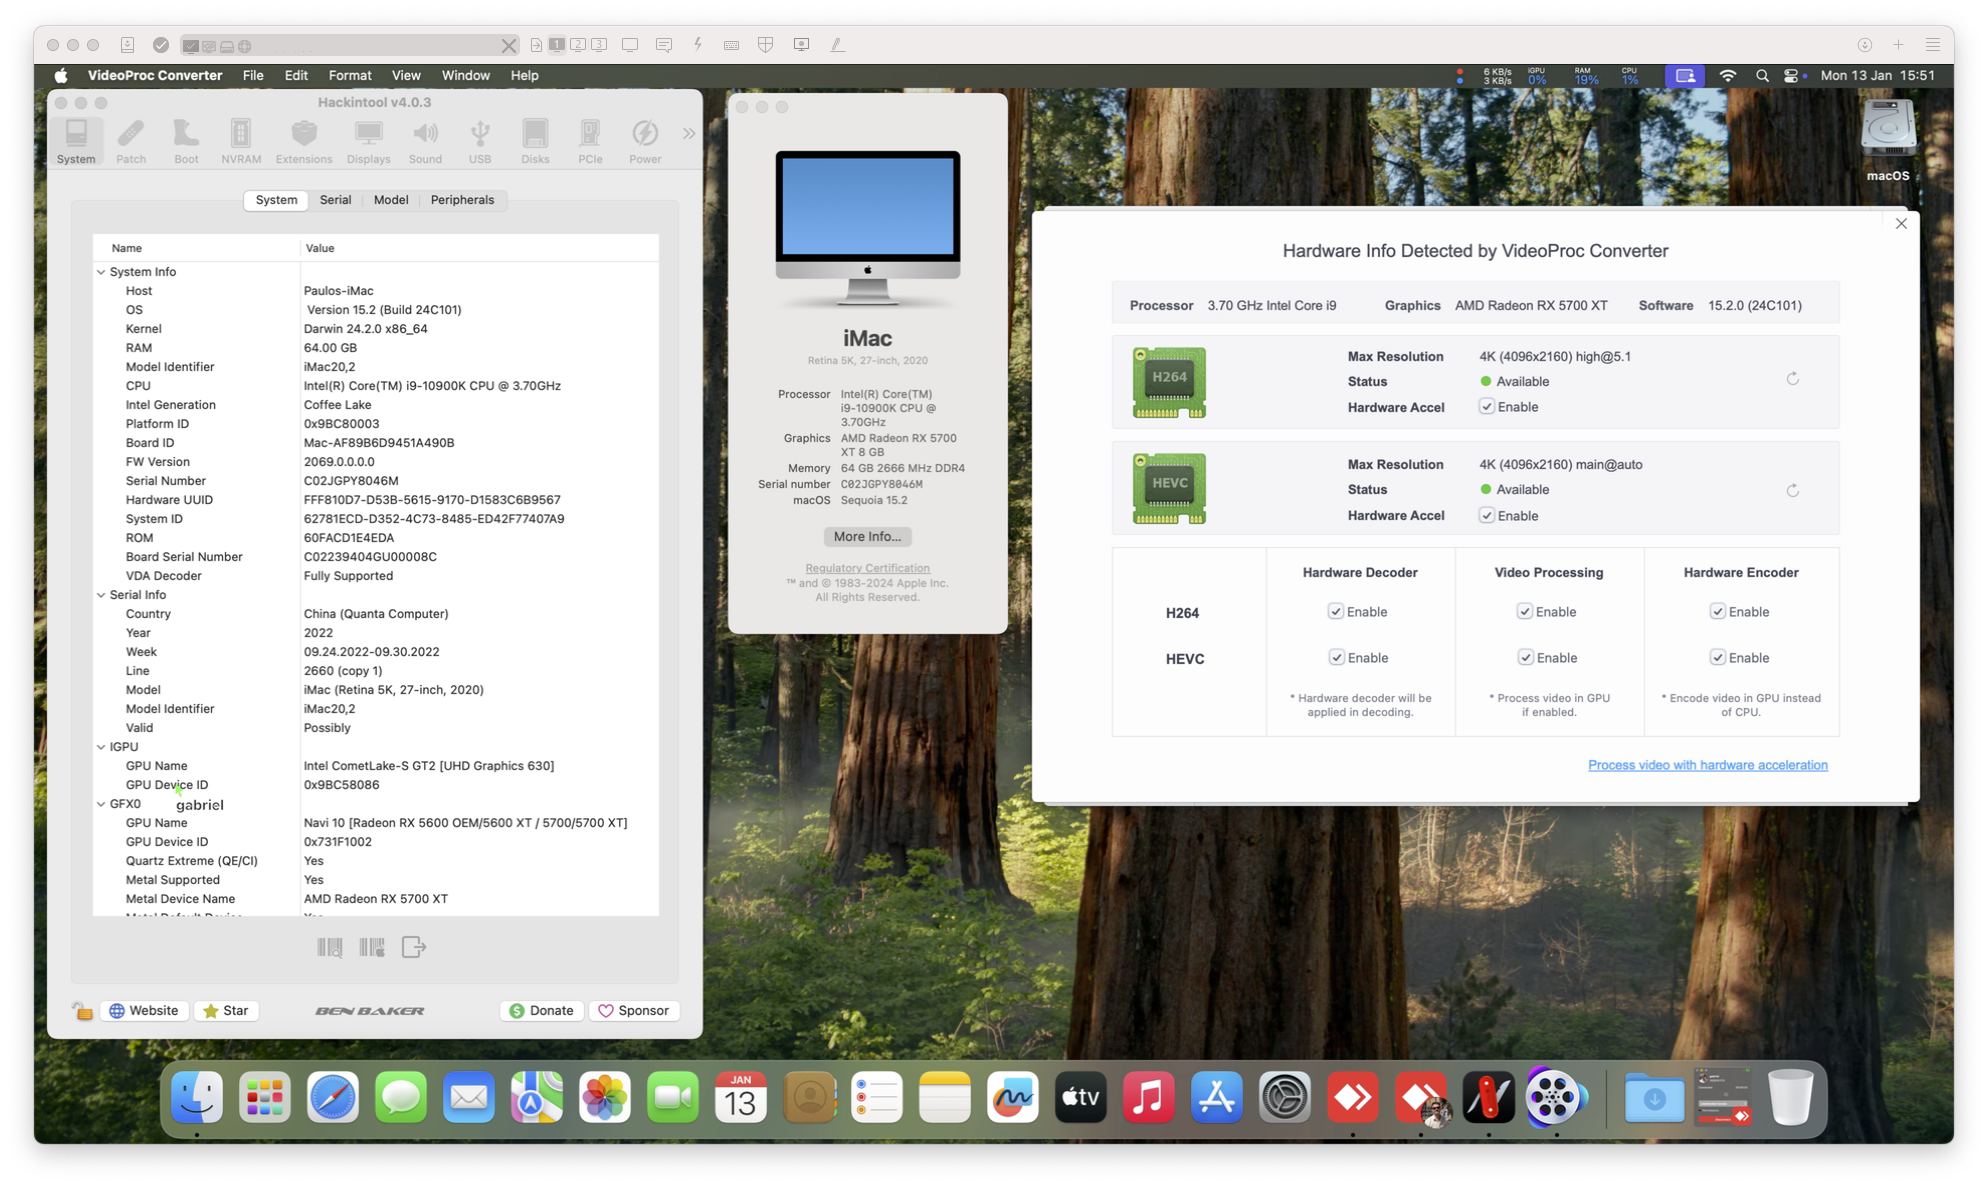 1 2 3
VideoProc Converter File Edit Format View Window Help
6 KB/s
3 KB/s
iGPU
0%
RAM
19%
CPU
1%
Mon 13 Jan 15:51
macOS
Hackintool v4.0.3
System Patch Boot NVRAM Extensions Displays Sound USB Disks PCIe Power
System Serial Model Peripherals
Name Value
System Info
Host Paulos-iMac
OS Version 15.2 (Build 24C101)
Kernel Darwin 24.2.0 x86_64
RAM 64.00 GB
Model Identifier iMac20,2
CPU Intel(R) Core(TM) i9-10900K CPU @ 3.70GHz
Intel Generation Coffee Lake
Platform ID 0x9BC80003
Board ID Mac-AF89B6D9451A490B
FW Version 2069.0.0.0.0
Serial Number C02JGPY8046M
Hardware UUID FFF810D7-D53B-5615-9170-D1583C6B9567
System ID 62781ECD-D352-4C73-8485-ED42F77407A9
ROM 60FACD1E4EDA
Board Serial Number C02239404GU00008C
VDA Decoder Fully Supported
Serial Info
Country China (Quanta Computer)
Year 2022
Week 09.24.2022-09.30.2022
Line 2660 (copy 1)
Model iMac (Retina 5K, 27-inch, 2020)
Model Identifier iMac20,2
Valid Possibly
IGPU
GPU Name Intel CometLake-S GT2 [UHD Graphics 630]
GPU Device ID 0x9BC58086
GFX0 gabriel
GPU Name Navi 10 [Radeon RX 5600 OEM/5600 XT / 5700/5700 XT]
GPU Device ID 0x731F1002
Quartz Extreme (QE/CI) Yes
Metal Supported Yes
Metal Device Name AMD Radeon RX 5700 XT
Metal Default Device Yes
Website Star BEN BAKER Donate Sponsor
iMac
Retina 5K, 27-inch, 2020
Processor Intel(R) Core(TM)
i9-10900K CPU @
3.70GHz
Graphics AMD Radeon RX 5700
XT 8 GB
Memory 64 GB 2666 MHz DDR4
Serial number C02JGPY8046M
macOS Sequoia 15.2
More Info...
Regulatory Certification
™ and © 1983-2024 Apple Inc.
All Rights Reserved.
Hardware Info Detected by VideoProc Converter
Processor 3.70 GHz Intel Core i9 Graphics AMD Radeon RX 5700 XT Software 15.2.0 (24C101)
H264
Max Resolution 4K (4096x2160) high@5.1
Status Available
Hardware Accel Enable
HEVC
Max Resolution 4K (4096x2160) main@auto
Status Available
Hardware Accel Enable
Hardware Decoder Video Processing Hardware Encoder
H264 Enable Enable Enable
HEVC Enable Enable Enable
* Hardware decoder will be
applied in decoding.
* Process video in GPU
if enabled.
* Encode video in GPU instead
of CPU.
Process video with hardware acceleration
JAN
13
tv